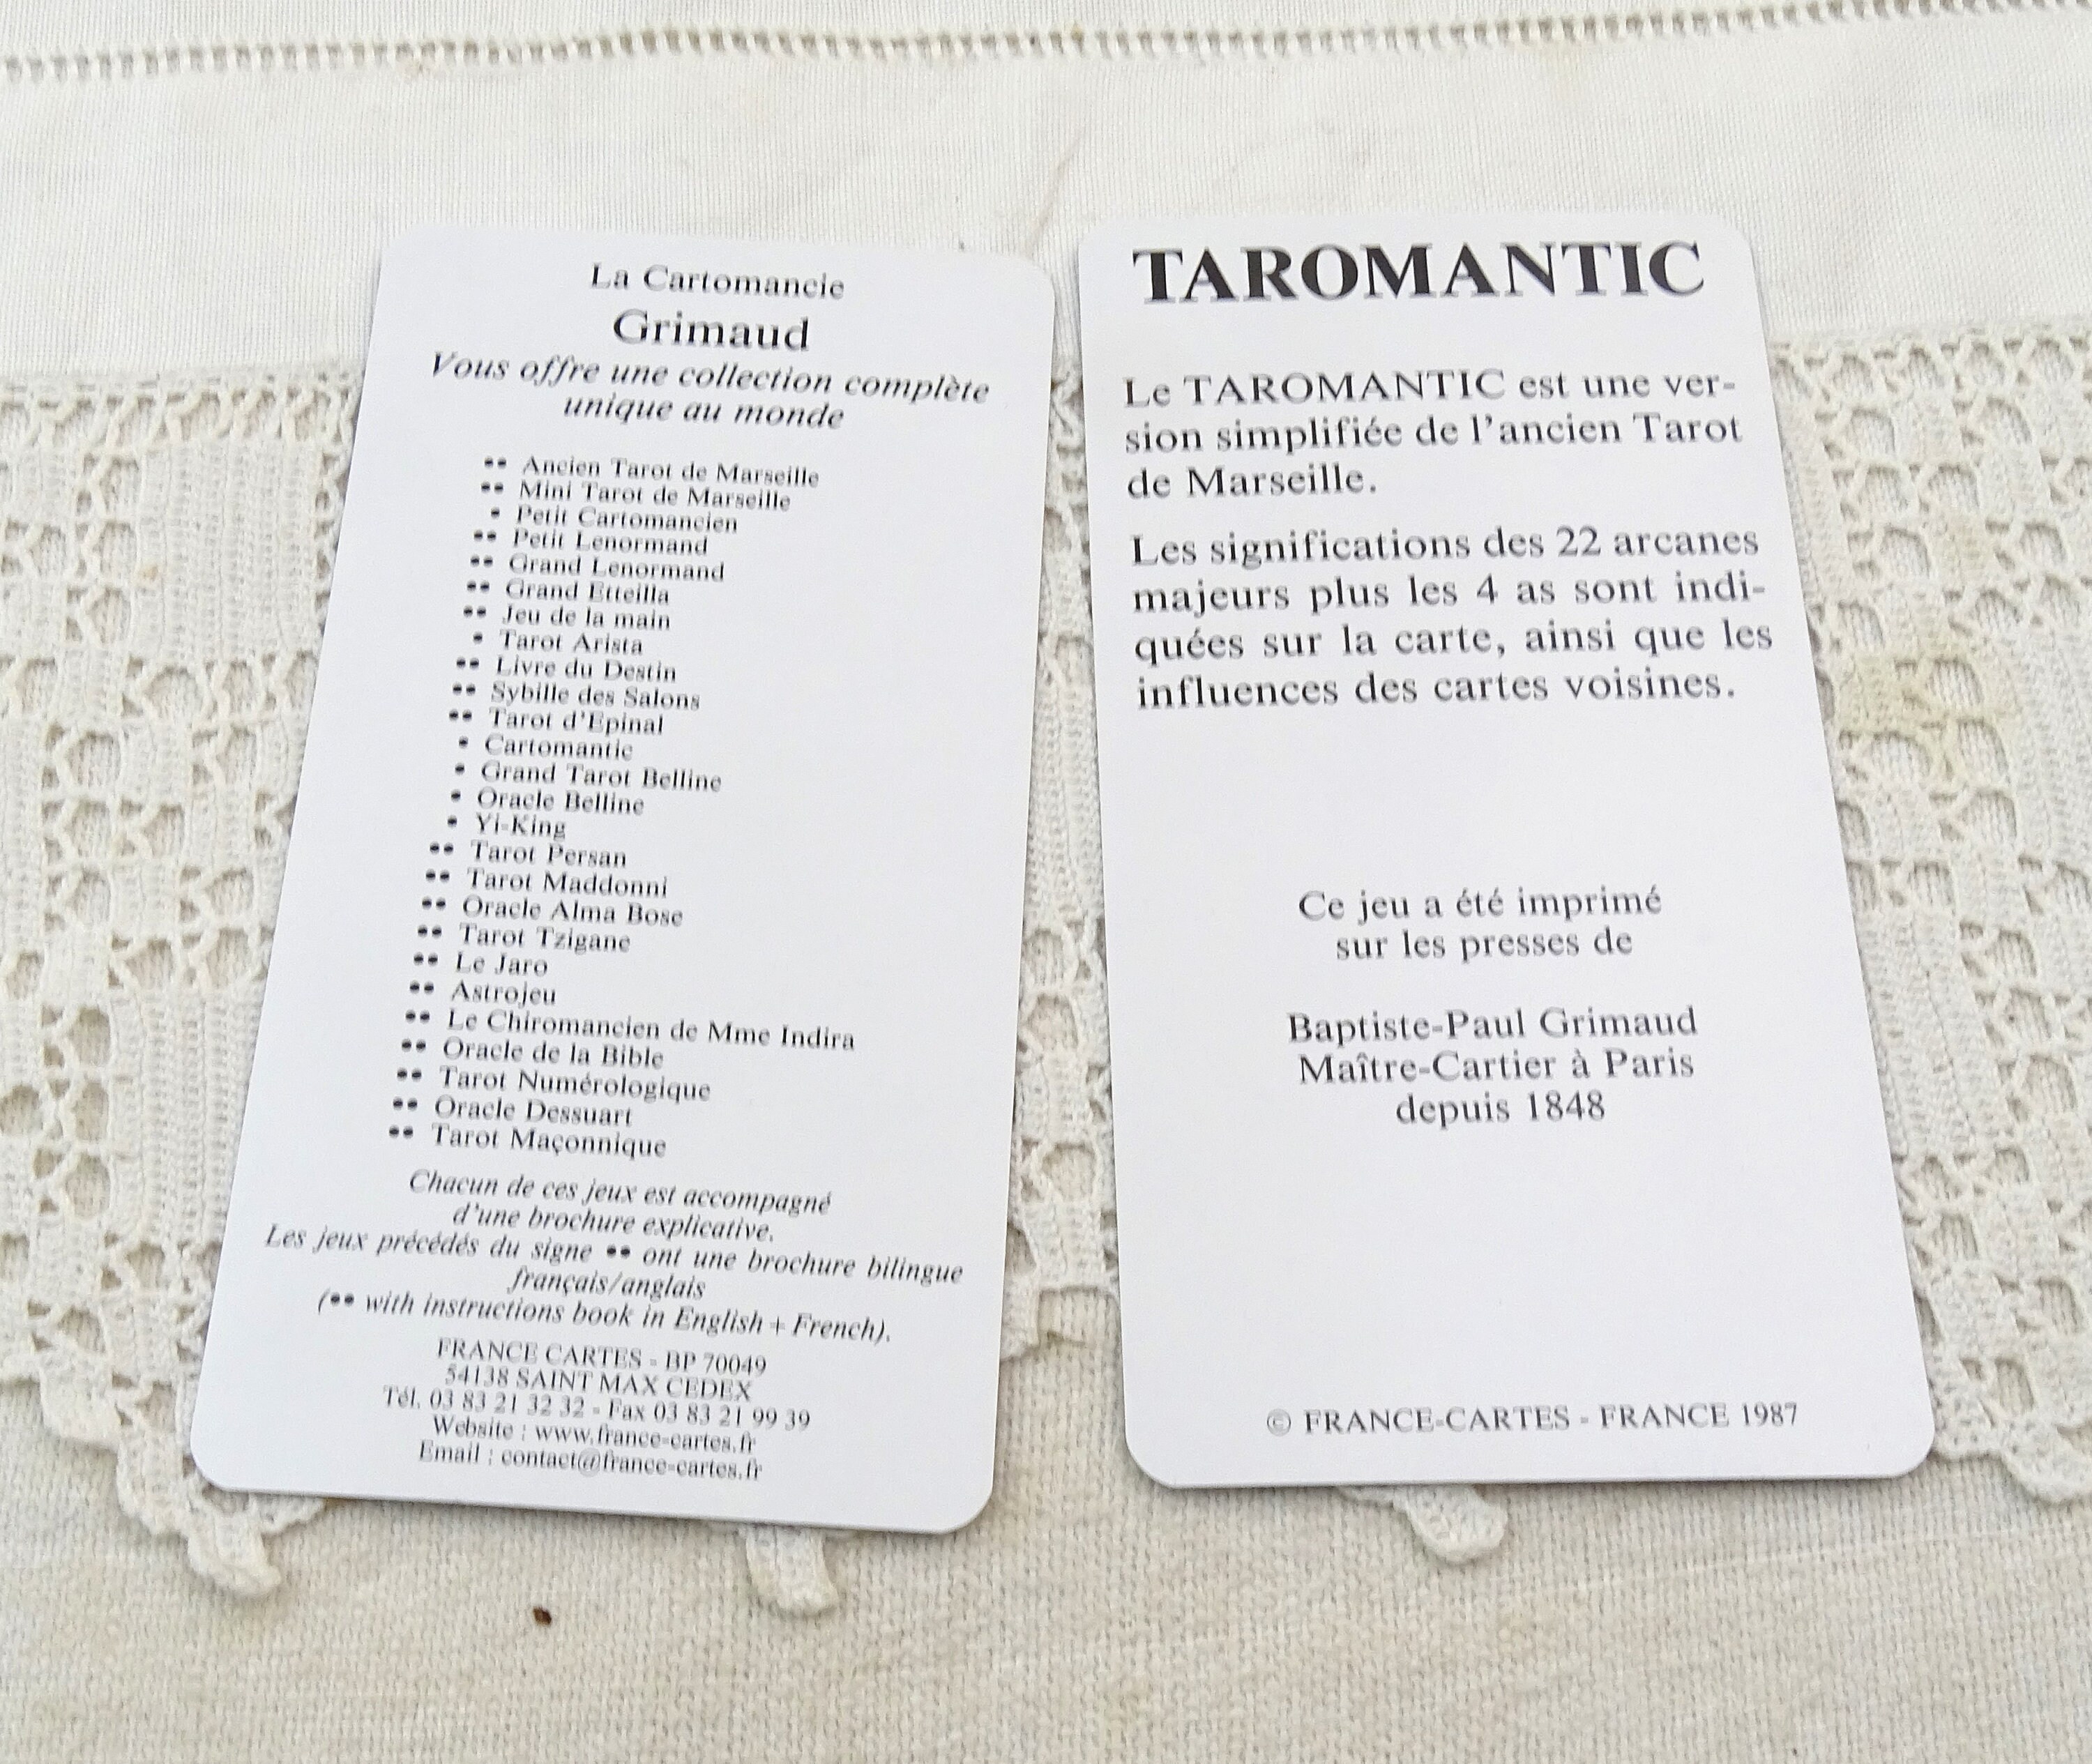 La Cartomancie
Grimaud
Vous offre une collection complète
unique au monde
•• Ancien Tarot de Marseille
•• Mini Tarot de Marseille
• Petit Cartomancien
•• Petit Lenormand
•• Grand Lenormand
•• Grand Etteilla
•• Jeu de la main
• Tarot Arista
•• Livre du Destin
•• Sybille des Salons
•• Tarot d'Epinal
• Cartomantic
• Grand Tarot Belline
• Oracle Belline
• Yi-King
•• Tarot Persan
•• Tarot Maddonni
•• Oracle Alma Bose
•• Tarot Tzigane
•• Le Jaro
•• Astrojeu
•• Le Chiromancien de Mme Indira
•• Oracle de la Bible
•• Tarot Numérologique
•• Oracle Dessuart
•• Tarot Maçonnique
Chacun de ces jeux est accompagné
d'une brochure explicative.
Les jeux précédés du signe •• ont une brochure bilingue
français/anglais
(•• with instructions book in English + French).
FRANCE CARTES - BP 70049
54138 SAINT MAX CEDEX
Tél. 03 83 21 32 32 - Fax 03 83 21 99 39
Website : www.france-cartes.fr
Email : contact@france-cartes.fr
TAROMANTIC
Le TAROMANTIC est une ver-
sion simplifiée de l'ancien Tarot
de Marseille.
Les significations des 22 arcanes
majeurs plus les 4 as sont indi-
quées sur la carte, ainsi que les
influences des cartes voisines.
Ce jeu a été imprimé
sur les presses de
Baptiste-Paul Grimaud
Maître-Cartier à Paris
depuis 1848
© FRANCE-CARTES - FRANCE 1987